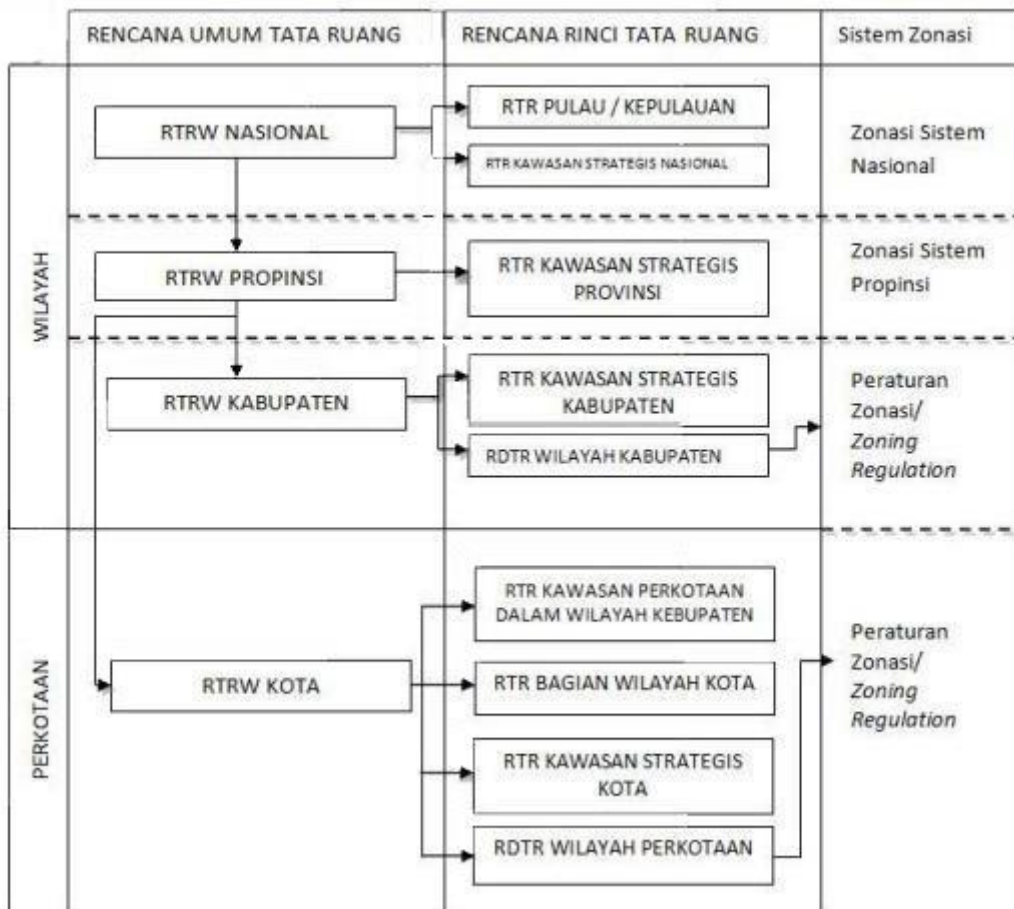 RENCANA UMUM TATA RUANG
RENCANA RINCI TATA RUANG
Sistem Zonasi
WILAYAH
RTRW NASIONAL
RTR PULAU / KEPULAUAN
RTR KAWASAN STRATEGIS NASIONAL
Zonasi Sistem
Nasional
RTRW PROPINSI
RTR KAWASAN STRATEGIS
PROVINSI
Zonasi Sistem
Propinsi
RTRW KABUPATEN
RTR KAWASAN STRATEGIS
KABUPATEN
RDTR WILAYAH KABUPATEN
Peraturan
Zonasi/
Zoning
Regulation
PERKOTAAN
RTRW KOTA
RTR KAWASAN PERKOTAAN
DALAM WILAYAH KEBUPATEN
RTR BAGIAN WILAYAH KOTA
RTR KAWASAN STRATEGIS
KOTA
RDTR WILAYAH PERKOTAAN
Peraturan
Zonasi/
Zoning
Regulation